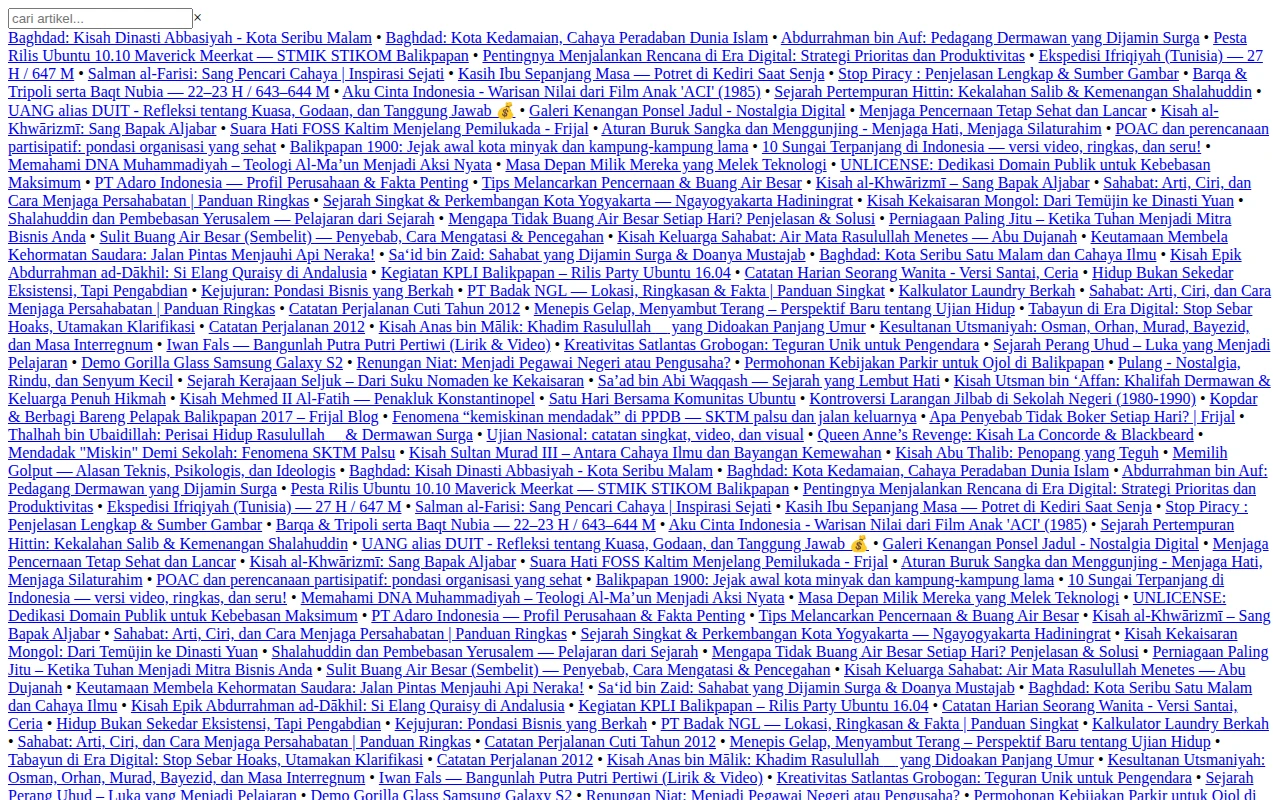 cari artikel... ×
Baghdad: Kisah Dinasti Abbasiyah - Kota Seribu Malam • Baghdad: Kota Kedamaian, Cahaya Peradaban Dunia Islam • Abdurrahman bin Auf: Pedagang Dermawan yang Dijamin Surga • Pesta
Rilis Ubuntu 10.10 Maverick Meerkat — STMIK STIKOM Balikpapan • Pentingnya Menjalankan Rencana di Era Digital: Strategi Prioritas dan Produktivitas • Ekspedisi Ifriqiyah (Tunisia) — 27
H / 647 M • Salman al-Farisi: Sang Pencari Cahaya | Inspirasi Sejati • Kasih Ibu Sepanjang Masa — Potret di Kediri Saat Senja • Stop Piracy : Penjelasan Lengkap & Sumber Gambar • Barqa &
Tripoli serta Baqt Nubia — 22–23 H / 643–644 M • Aku Cinta Indonesia - Warisan Nilai dari Film Anak 'ACI' (1985) • Sejarah Pertempuran Hittin: Kekalahan Salib & Kemenangan Shalahuddin •
UANG alias DUIT - Refleksi tentang Kuasa, Godaan, dan Tanggung Jawab 💰 • Galeri Kenangan Ponsel Jadul - Nostalgia Digital • Menjaga Pencernaan Tetap Sehat dan Lancar • Kisah al-
Khwārizmī: Sang Bapak Aljabar • Suara Hati FOSS Kaltim Menjelang Pemilukada - Frijal • Aturan Buruk Sangka dan Menggunjing - Menjaga Hati, Menjaga Silaturahim • POAC dan perencanaan
partisipatif: pondasi organisasi yang sehat • Balikpapan 1900: Jejak awal kota minyak dan kampung-kampung lama • 10 Sungai Terpanjang di Indonesia — versi video, ringkas, dan seru! •
Memahami DNA Muhammadiyah – Teologi Al-Ma’un Menjadi Aksi Nyata • Masa Depan Milik Mereka yang Melek Teknologi • UNLICENSE: Dedikasi Domain Publik untuk Kebebasan
Maksimum • PT Adaro Indonesia — Profil Perusahaan & Fakta Penting • Tips Melancarkan Pencernaan & Buang Air Besar • Kisah al-Khwārizmī – Sang Bapak Aljabar • Sahabat: Arti, Ciri, dan
Cara Menjaga Persahabatan | Panduan Ringkas • Sejarah Singkat & Perkembangan Kota Yogyakarta — Ngayogyakarta Hadiningrat • Kisah Kekaisaran Mongol: Dari Temüjin ke Dinasti Yuan •
Shalahuddin dan Pembebasan Yerusalem — Pelajaran dari Sejarah • Mengapa Tidak Buang Air Besar Setiap Hari? Penjelasan & Solusi • Perniagaan Paling Jitu – Ketika Tuhan Menjadi Mitra
Bisnis Anda • Sulit Buang Air Besar (Sembelit) — Penyebab, Cara Mengatasi & Pencegahan • Kisah Keluarga Sahabat: Air Mata Rasulullah Menetes — Abu Dujanah • Keutamaan Membela
Kehormatan Saudara: Jalan Pintas Menjauhi Api Neraka! • Sa‘id bin Zaid: Sahabat yang Dijamin Surga & Doanya Mustajab • Baghdad: Kota Seribu Satu Malam dan Cahaya Ilmu • Kisah Epik
Abdurrahman ad-Dākhil: Si Elang Quraisy di Andalusia • Kegiatan KPLI Balikpapan – Rilis Party Ubuntu 16.04 • Catatan Harian Seorang Wanita - Versi Santai, Ceria • Hidup Bukan Sekedar
Eksistensi, Tapi Pengabdian • Kejujuran: Pondasi Bisnis yang Berkah • PT Badak NGL — Lokasi, Ringkasan & Fakta | Panduan Singkat • Kalkulator Laundry Berkah • Sahabat: Arti, Ciri, dan Cara
Menjaga Persahabatan | Panduan Ringkas • Catatan Perjalanan Cuti Tahun 2012 • Menepis Gelap, Menyambut Terang – Perspektif Baru tentang Ujian Hidup • Tabayun di Era Digital: Stop Sebar
Hoaks, Utamakan Klarifikasi • Catatan Perjalanan 2012 • Kisah Anas bin Mālik: Khadim Rasulullah yang Didoakan Panjang Umur • Kesultanan Utsmaniyah: Osman, Orhan, Murad, Bayezid,
dan Masa Interregnum • Iwan Fals — Bangunlah Putra Putri Pertiwi (Lirik & Video) • Kreativitas Satlantas Grobogan: Teguran Unik untuk Pengendara • Sejarah Perang Uhud – Luka yang Menjadi
Pelajaran • Demo Gorilla Glass Samsung Galaxy S2 • Renungan Niat: Menjadi Pegawai Negeri atau Pengusaha? • Permohonan Kebijakan Parkir untuk Ojol di Balikpapan • Pulang - Nostalgia,
Rindu, dan Senyum Kecil • Sejarah Kerajaan Seljuk – Dari Suku Nomaden ke Kekaisaran • Sa’ad bin Abi Waqqash — Sejarah yang Lembut Hati • Kisah Utsman bin ‘Affan: Khalifah Dermawan &
Keluarga Penuh Hikmah • Kisah Mehmed II Al-Fatih — Penakluk Konstantinopel • Satu Hari Bersama Komunitas Ubuntu • Kontroversi Larangan Jilbab di Sekolah Negeri (1980-1990) • Kopdar
& Berbagi Bareng Pelapak Balikpapan 2017 – Frijal Blog • Fenomena “kemiskinan mendadak” di PPDB — SKTM palsu dan jalan keluarnya • Apa Penyebab Tidak Boker Setiap Hari? | Frijal •
Thalhah bin Ubaidillah: Perisai Hidup Rasulullah & Dermawan Surga • Ujian Nasional: catatan singkat, video, dan visual • Queen Anne’s Revenge: Kisah La Concorde & Blackbeard •
Mendadak "Miskin" Demi Sekolah: Fenomena SKTM Palsu • Kisah Sultan Murad III – Antara Cahaya Ilmu dan Bayangan Kemewahan • Kisah Abu Thalib: Penopang yang Teguh • Memilih
Golput — Alasan Teknis, Psikologis, dan Ideologis • Baghdad: Kisah Dinasti Abbasiyah - Kota Seribu Malam • Baghdad: Kota Kedamaian, Cahaya Peradaban Dunia Islam • Abdurrahman bin Auf:
Pedagang Dermawan yang Dijamin Surga • Pesta Rilis Ubuntu 10.10 Maverick Meerkat — STMIK STIKOM Balikpapan • Pentingnya Menjalankan Rencana di Era Digital: Strategi Prioritas dan
Produktivitas • Ekspedisi Ifriqiyah (Tunisia) — 27 H / 647 M • Salman al-Farisi: Sang Pencari Cahaya | Inspirasi Sejati • Kasih Ibu Sepanjang Masa — Potret di Kediri Saat Senja • Stop Piracy :
Penjelasan Lengkap & Sumber Gambar • Barqa & Tripoli serta Baqt Nubia — 22–23 H / 643–644 M • Aku Cinta Indonesia - Warisan Nilai dari Film Anak 'ACI' (1985) • Sejarah Pertempuran
Hittin: Kekalahan Salib & Kemenangan Shalahuddin • UANG alias DUIT - Refleksi tentang Kuasa, Godaan, dan Tanggung Jawab 💰 • Galeri Kenangan Ponsel Jadul - Nostalgia Digital • Menjaga
Pencernaan Tetap Sehat dan Lancar • Kisah al-Khwārizmī: Sang Bapak Aljabar • Suara Hati FOSS Kaltim Menjelang Pemilukada - Frijal • Aturan Buruk Sangka dan Menggunjing - Menjaga Hati,
Menjaga Silaturahim • POAC dan perencanaan partisipatif: pondasi organisasi yang sehat • Balikpapan 1900: Jejak awal kota minyak dan kampung-kampung lama • 10 Sungai Terpanjang di
Indonesia — versi video, ringkas, dan seru! • Memahami DNA Muhammadiyah – Teologi Al-Ma’un Menjadi Aksi Nyata • Masa Depan Milik Mereka yang Melek Teknologi • UNLICENSE:
Dedikasi Domain Publik untuk Kebebasan Maksimum • PT Adaro Indonesia — Profil Perusahaan & Fakta Penting • Tips Melancarkan Pencernaan & Buang Air Besar • Kisah al-Khwārizmī – Sang
Bapak Aljabar • Sahabat: Arti, Ciri, dan Cara Menjaga Persahabatan | Panduan Ringkas • Sejarah Singkat & Perkembangan Kota Yogyakarta — Ngayogyakarta Hadiningrat • Kisah Kekaisaran
Mongol: Dari Temüjin ke Dinasti Yuan • Shalahuddin dan Pembebasan Yerusalem — Pelajaran dari Sejarah • Mengapa Tidak Buang Air Besar Setiap Hari? Penjelasan & Solusi • Perniagaan Paling
Jitu – Ketika Tuhan Menjadi Mitra Bisnis Anda • Sulit Buang Air Besar (Sembelit) — Penyebab, Cara Mengatasi & Pencegahan • Kisah Keluarga Sahabat: Air Mata Rasulullah Menetes — Abu
Dujanah • Keutamaan Membela Kehormatan Saudara: Jalan Pintas Menjauhi Api Neraka! • Sa‘id bin Zaid: Sahabat yang Dijamin Surga & Doanya Mustajab • Baghdad: Kota Seribu Satu Malam
dan Cahaya Ilmu • Kisah Epik Abdurrahman ad-Dākhil: Si Elang Quraisy di Andalusia • Kegiatan KPLI Balikpapan – Rilis Party Ubuntu 16.04 • Catatan Harian Seorang Wanita - Versi Santai,
Ceria • Hidup Bukan Sekedar Eksistensi, Tapi Pengabdian • Kejujuran: Pondasi Bisnis yang Berkah • PT Badak NGL — Lokasi, Ringkasan & Fakta | Panduan Singkat • Kalkulator Laundry Berkah
• Sahabat: Arti, Ciri, dan Cara Menjaga Persahabatan | Panduan Ringkas • Catatan Perjalanan Cuti Tahun 2012 • Menepis Gelap, Menyambut Terang – Perspektif Baru tentang Ujian Hidup •
Tabayun di Era Digital: Stop Sebar Hoaks, Utamakan Klarifikasi • Catatan Perjalanan 2012 • Kisah Anas bin Mālik: Khadim Rasulullah yang Didoakan Panjang Umur • Kesultanan Utsmaniyah:
Osman, Orhan, Murad, Bayezid, dan Masa Interregnum • Iwan Fals — Bangunlah Putra Putri Pertiwi (Lirik & Video) • Kreativitas Satlantas Grobogan: Teguran Unik untuk Pengendara • Sejarah
Perang Uhud – Luka yang Menjadi Pelajaran • Demo Gorilla Glass Samsung Galaxy S2 • Renungan Niat: Menjadi Pegawai Negeri atau Pengusaha? • Permohonan Kebijakan Parkir untuk Ojol di